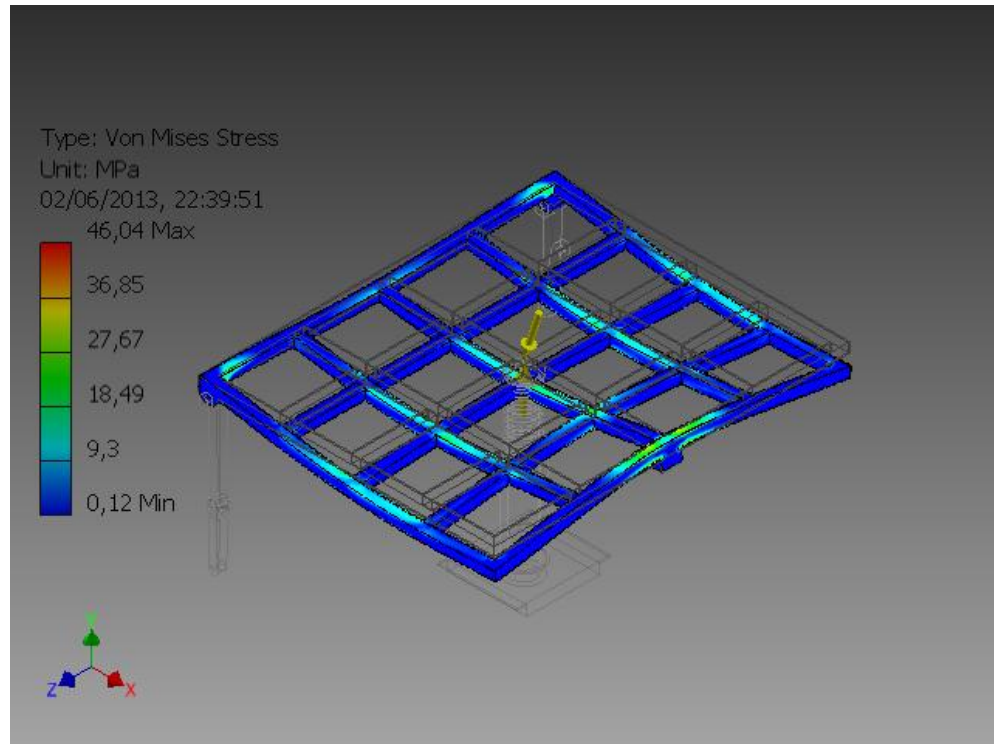 Type: Von Mises Stress
Unit: MPa
02/06/2013, 22:39:51
46,04 Max
36,85
27,67
18,49
9,3
0,12 Min
Y
Z
X